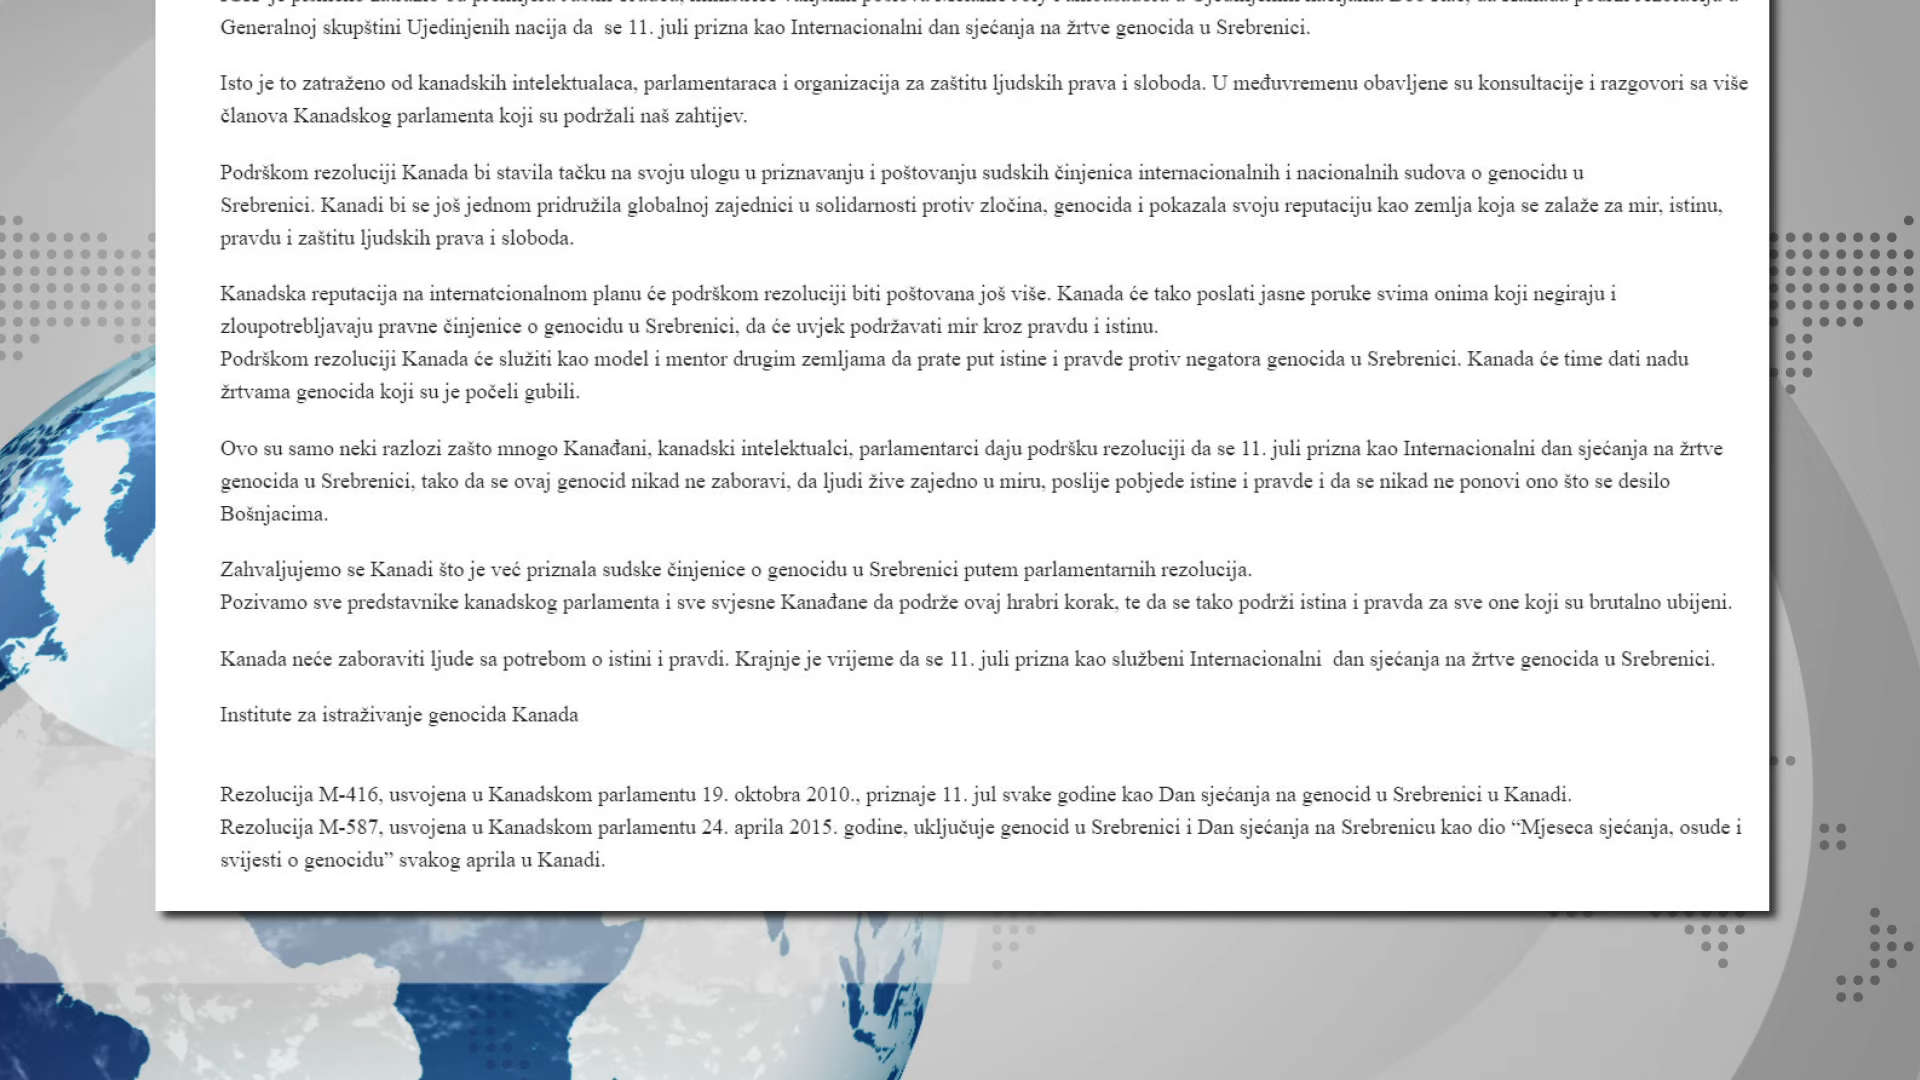 Generalnoj skupštini Ujedinjenih nacija da  se 11. juli prizna kao Internacionalni dan sjećanja na žrtve genocida u Srebrenici.
Isto je to zatraženo od kanadskih intelektualaca, parlamentaraca i organizacija za zaštitu ljudskih prava i sloboda. U međuvremenu obavljene su konsultacije i razgovori sa više
članova Kanadskog parlamenta koji su podržali naš zahtijev.
Podrškom rezoluciji Kanada bi stavila tačku na svoju ulogu u priznavanju i poštovanju sudskih činjenica internacionalnih i nacionalnih sudova o genocidu u
Srebrenici. Kanadi bi se još jednom pridružila globalnoj zajednici u solidarnosti protiv zločina, genocida i pokazala svoju reputaciju kao zemlja koja se zalaže za mir, istinu,
pravdu i zaštitu ljudskih prava i sloboda.
Kanadska reputacija na internatcionalnom planu će podrškom rezoluciji biti poštovana još više. Kanada će tako poslati jasne poruke svima onima koji negiraju i
zloupotrebljavaju pravne činjenice o genocidu u Srebrenici, da će uvjek podržavati mir kroz pravdu i istinu.
Podrškom rezoluciji Kanada će služiti kao model i mentor drugim zemljama da prate put istine i pravde protiv negatora genocida u Srebrenici. Kanada će time dati nadu
žrtvama genocida koji su je počeli gubili.
Ovo su samo neki razlozi zašto mnogo Kanađani, kanadski intelektualci, parlamentarci daju podršku rezoluciji da se 11. juli prizna kao Internacionalni dan sjećanja na žrtve
genocida u Srebrenici, tako da se ovaj genocid nikad ne zaboravi, da ljudi žive zajedno u miru, poslije pobjede istine i pravde i da se nikad ne ponovi ono što se desilo
Bošnjacima.
Zahvaljujemo se Kanadi što je već priznala sudske činjenice o genocidu u Srebrenici putem parlamentarnih rezolucija.
Pozivamo sve predstavnike kanadskog parlamenta i sve svjesne Kanađane da podrže ovaj hrabri korak, te da se tako podrži istina i pravda za sve one koji su brutalno ubijeni.
Kanada neće zaboraviti ljude sa potrebom o istini i pravdi. Krajnje je vrijeme da se 11. juli prizna kao službeni Internacionalni  dan sjećanja na žrtve genocida u Srebrenici.
Institute za istraživanje genocida Kanada
Rezolucija M-416, usvojena u Kanadskom parlamentu 19. oktobra 2010., priznaje 11. jul svake godine kao Dan sjećanja na genocid u Srebrenici u Kanadi.
Rezolucija M-587, usvojena u Kanadskom parlamentu 24. aprila 2015. godine, uključuje genocid u Srebrenici i Dan sjećanja na Srebrenicu kao dio “Mjeseca sjećanja, osude i
svijesti o genocidu” svakog aprila u Kanadi.